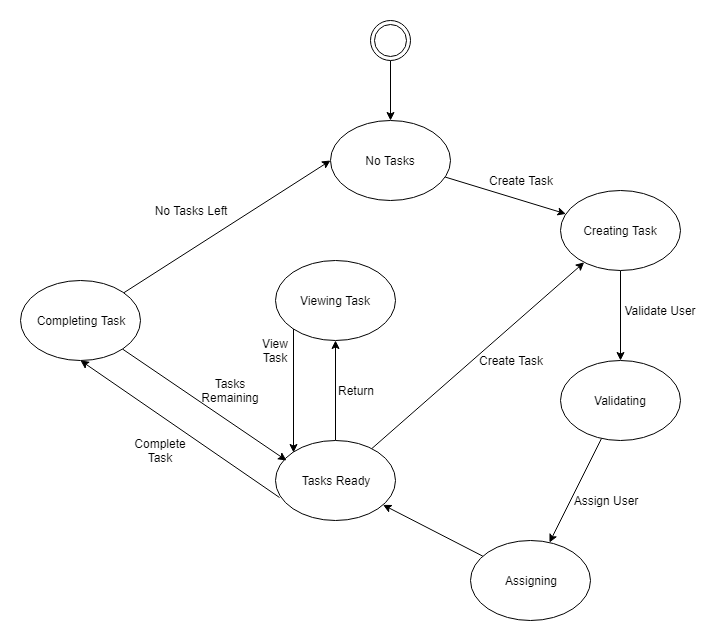 No Tasks
Create Task
No Tasks Left
Creating Task
Viewing Task
Completing Task
Validate User
View
Task
Create Task
Tasks
Remaining
Return
Validating
Complete
Task
Tasks Ready
Assign User
Assigning